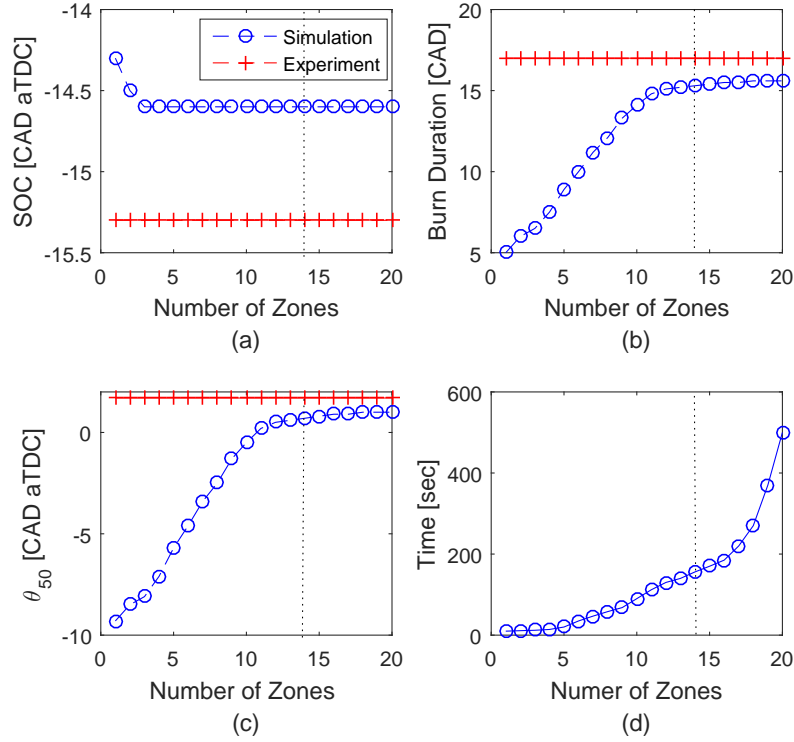 -14
-14.5
-15
-15.5
SOC [CAD aTDC]
Simulation
Experiment
0 5 10 15 20
Number of Zones
(a)
20
15
10
5
Burn Duration [CAD]
0 5 10 15 20
Number of Zones
(b)
0
-5
-10
θ50 [CAD aTDC]
0 5 10 15 20
Number of Zones
(c)
600
400
200
0
Time [sec]
0 5 10 15 20
Numer of Zones
(d)